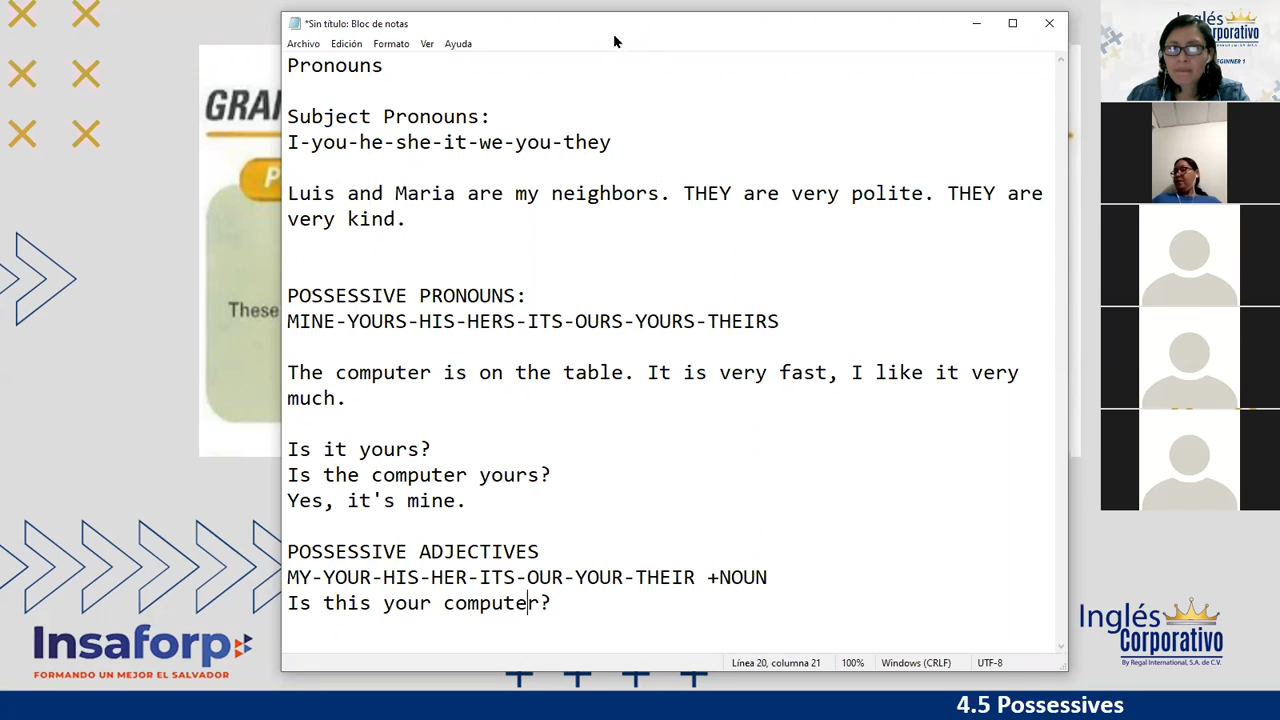 *Sin título: Bloc de notas
Archivo Edición Formato Ver Ayuda
Pronouns
Subject Pronouns:
I-you-he-she-it-we-you-they
Luis and Maria are my neighbors. THEY are very polite. THEY are
very kind.
POSSESSIVE PRONOUNS:
MINE-YOURS-HIS-HERS-ITS-OURS-YOURS-THEIRS
The computer is on the table. It is very fast, I like it very
much.
Is it yours?
Is the computer yours?
Yes, it's mine.
POSSESSIVE ADJECTIVES
MY-YOUR-HIS-HER-ITS-OUR-YOUR-THEIR +NOUN
Is this your computer?
Línea 20, columna 21 100% Windows (CRLF) UTF-8
GRA
P
These
Inglés
Corporativo
Insaforp
FORMANDO UN MEJOR EL SALVADOR
Inglés
Corporativo
By Regal International, S.A. de C.V.
4.5 Possessives